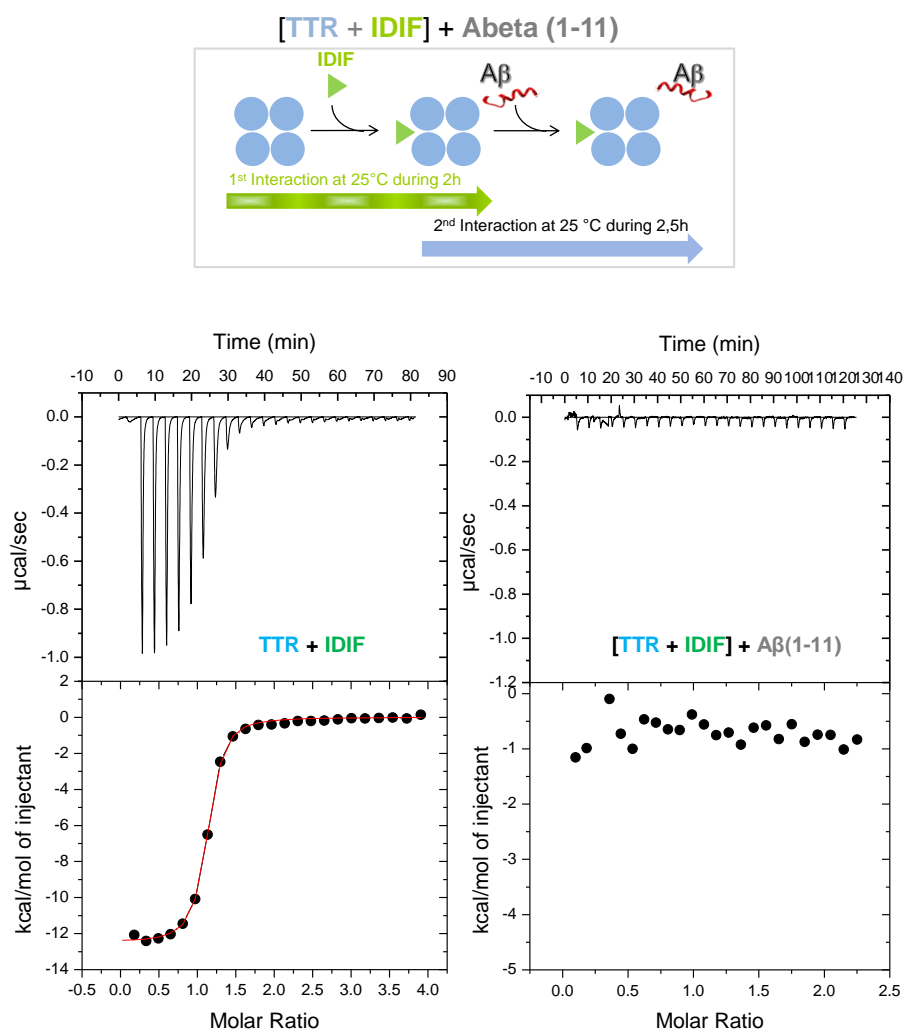 [TTR + IDIF] + Abeta (1-11)
IDIF
Aβ
Aβ
1st Interaction at 25°C during 2h
2nd Interaction at 25 °C during 2,5h
Time (min)
-10 0 10 20 30 40 50 60 70 80 90
0.0
-0.2
-0.4
-0.6
-0.8
-1.0
µcal/sec
TTR + IDIF
2
0
-2
-4
-6
-8
-10
-12
-14
kcal/mol of injectant
-0.5 0.0 0.5 1.0 1.5 2.0 2.5 3.0 3.5 4.0
Molar Ratio
Time (min)
-10 0 10 20 30 40 50 60 70 80 90 100 110 120 130 140
0.0
-0.2
-0.4
-0.6
-0.8
-1.0
-1.2
µcal/sec
[TTR + IDIF] + Aβ(1-11)
0
-1
-2
-3
-4
-5
kcal/mol of injectant
0.0 0.5 1.0 1.5 2.0 2.5
Molar Ratio